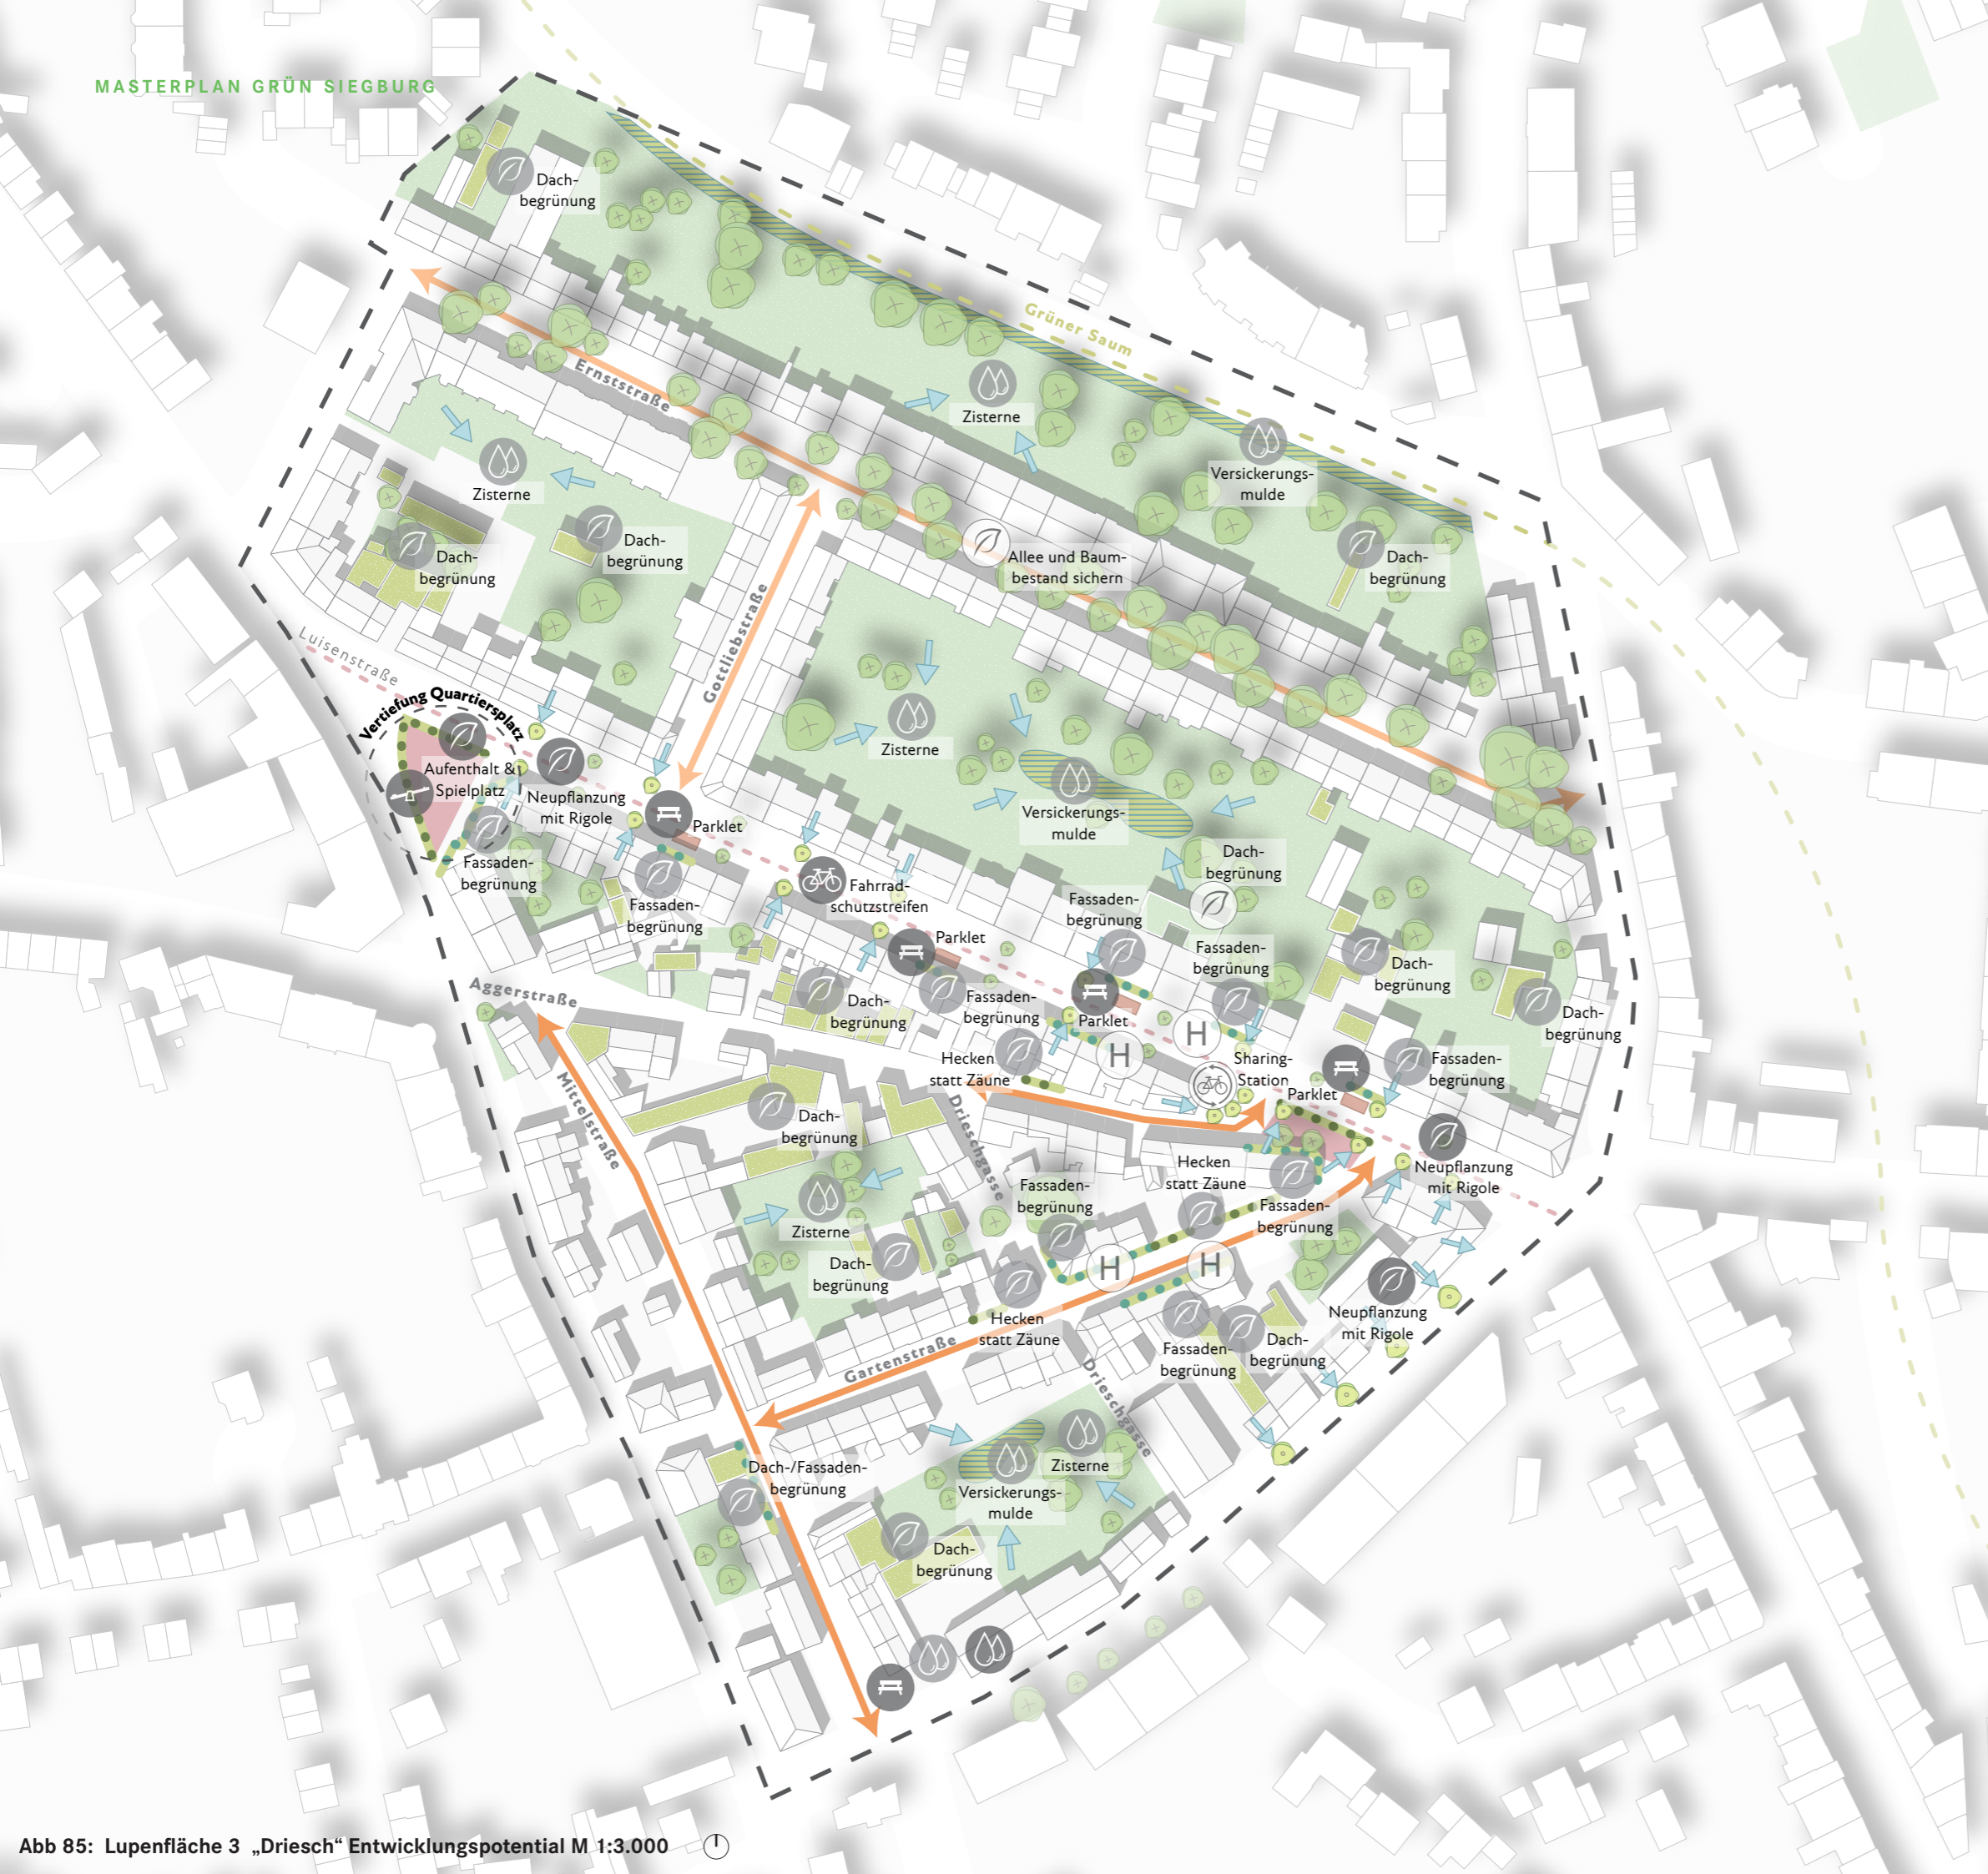 MASTERPLAN GRÜN SIEGBURG
Dach-
begrünung
Grüner Saum
Ernststraße
Zisterne
Zisterne
Versickerungs-
mulde
Dach-
begrünung
Dach-
begrünung
Allee und Baum-
bestand sichern
Dach-
begrünung
Gottliebstraße
Luisenstraße
Vertiefung Quartiersplatz
Zisterne
Aufenthalt &
Spielplatz
Neupflanzung
mit Rigole
Parklet
Versickerungs-
mulde
Dach-
begrünung
Fassaden-
begrünung
Fassaden-
begrünung
Fahrrad-
schutzstreifen
Fassaden-
begrünung
Parklet
Fassaden-
begrünung
Dach-
begrünung
Aggerstraße
Dach-
begrünung
Fassaden-
begrünung
Parklet
Dach-
begrünung
H
H
Hecken
statt Zäune
Sharing-
Station
Parklet
Fassaden-
begrünung
Mittelstraße
Dach-
begrünung
Drieschgasse
Hecken
statt Zäune
Neupflanzung
mit Rigole
Fassaden-
begrünung
Fassaden-
begrünung
Zisterne
Dach-
begrünung
H
H
Hecken
statt Zäune
Neupflanzung
mit Rigole
Gartenstraße
Fassaden-
begrünung
Dach-
begrünung
Drieschgasse
Dach-/Fassaden-
begrünung
Zisterne
Versickerungs-
mulde
Dach-
begrünung
Abb 85: Lupenfläche 3 „Driesch“ Entwicklungspotential M 1:3.000